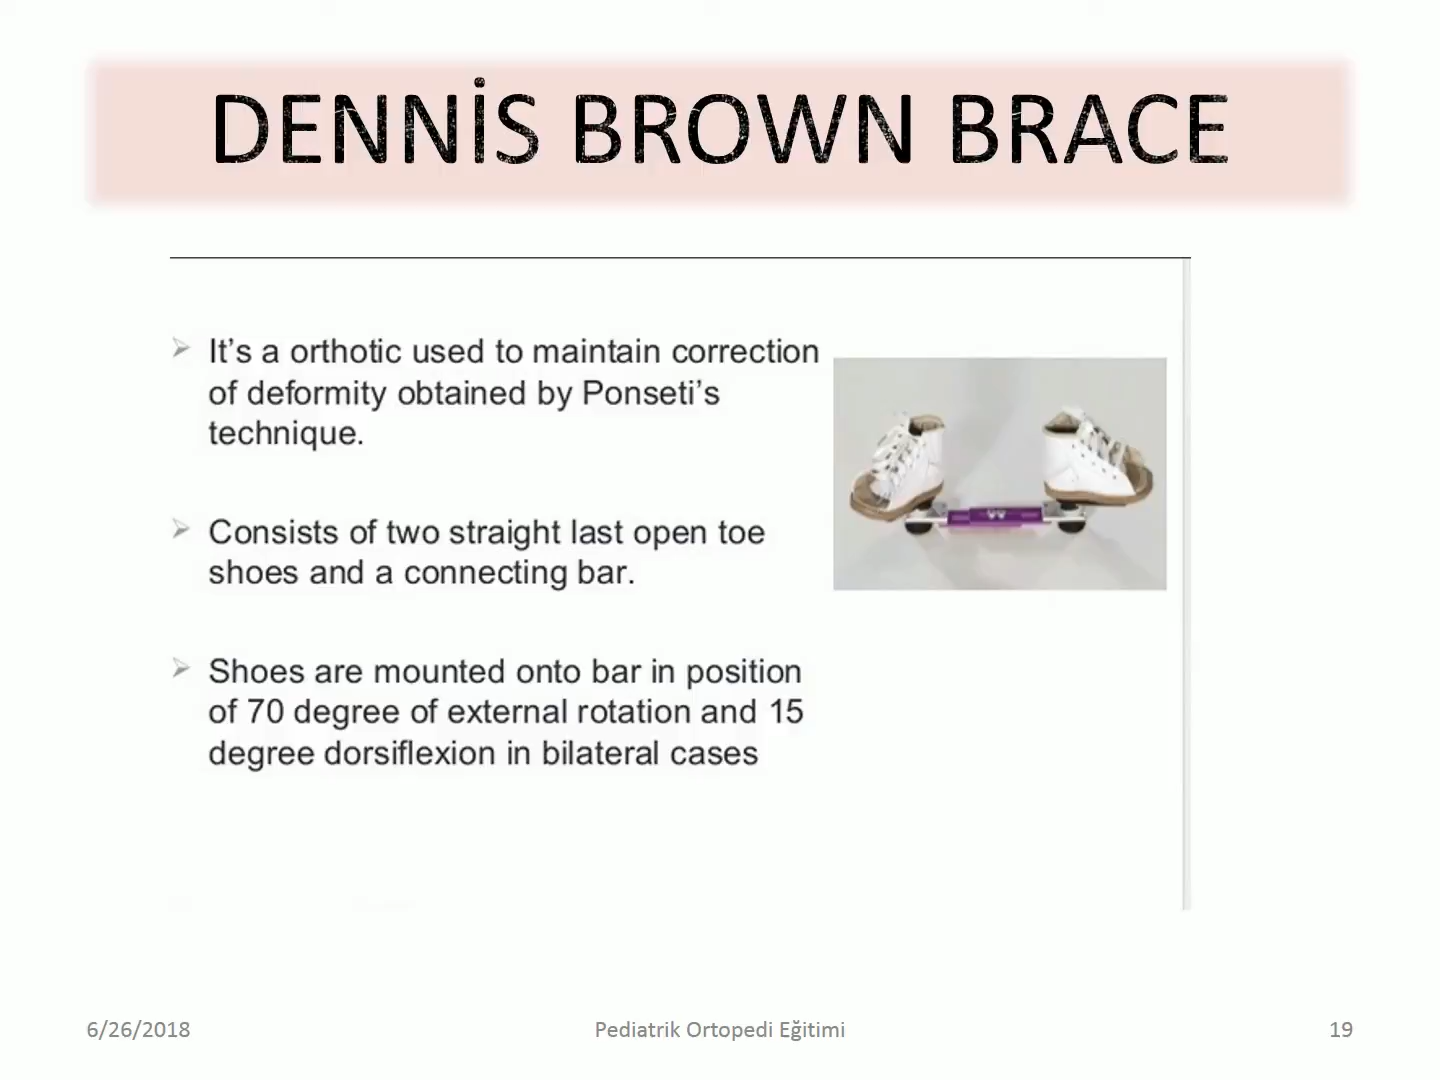 DENNİS BROWN BRACE
It’s a orthotic used to maintain correction
of deformity obtained by Ponseti’s
technique.
Consists of two straight last open toe
shoes and a connecting bar.
Shoes are mounted onto bar in position
of 70 degree of external rotation and 15
degree dorsiflexion in bilateral cases
6/26/2018
Pediatrik Ortopedi Eğitimi
19